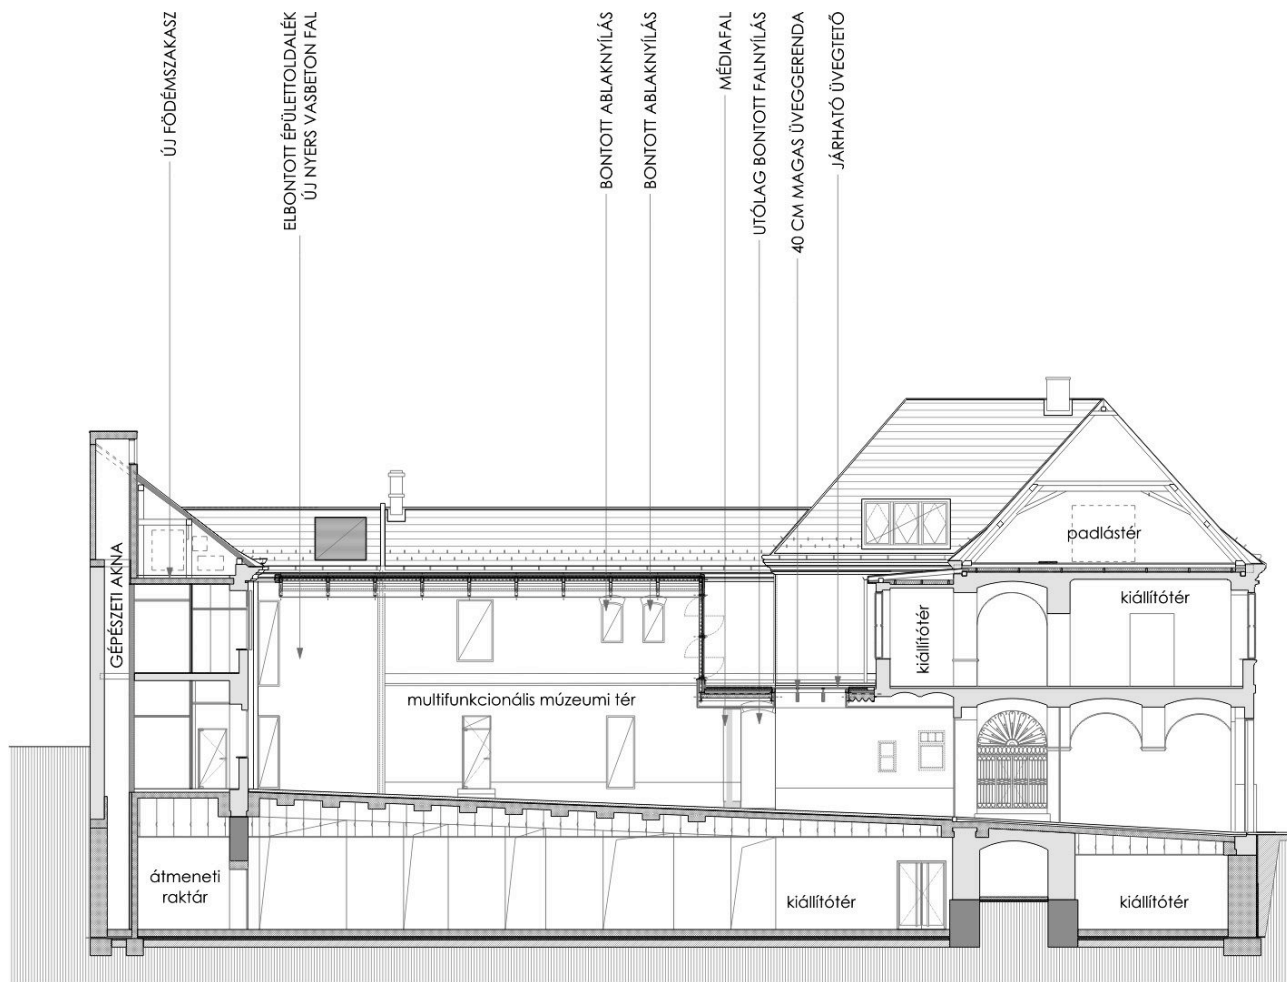 ÚJ FÖDÉMSZAKASZ
ELBONTOTT ÉPÜLETTOLDALÉK
ÚJ NYERS VASBETON FAL
BONTOTT ABLAKNYÍLÁS
BONTOTT ABLAKNYÍLÁS
MÉDIAFAL
UTÓLAG BONTOTT FALNYÍLÁS
40 CM MAGAS ÜVEGGERENDA
JÁRHATÓ ÜVEGTETŐ
padlástér
GÉPÉSZETI AKNA
kiállítótér
kiállítótér
multifunkcionális múzeumi tér
átmeneti
raktár
kiállítótér
kiállítótér